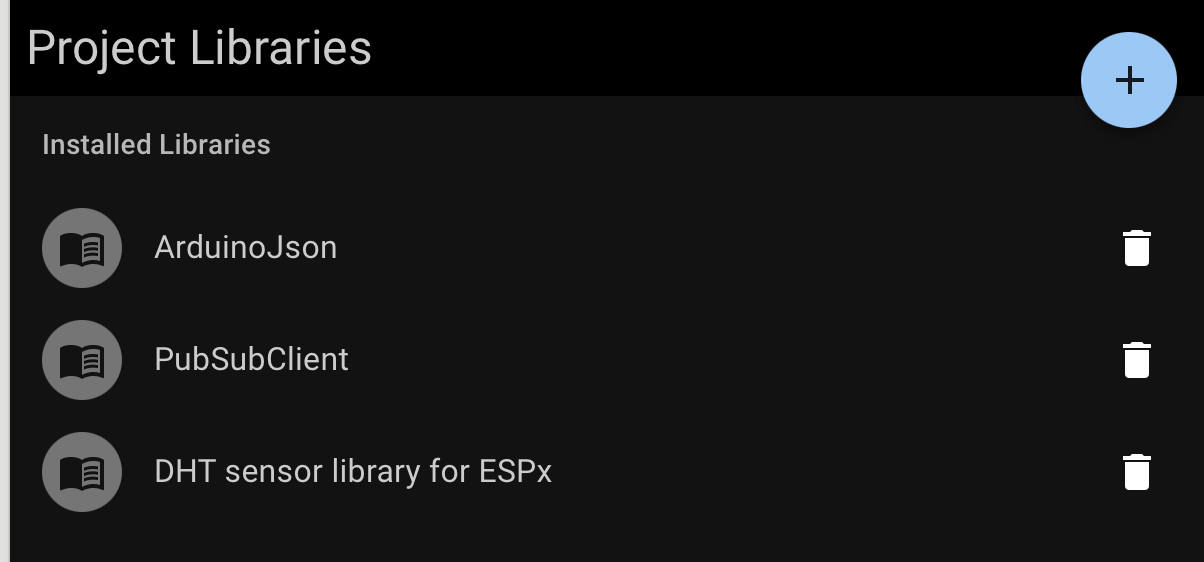 Project Libraries
Installed Libraries
ArduinoJson
PubSubClient
DHT sensor library for ESPx